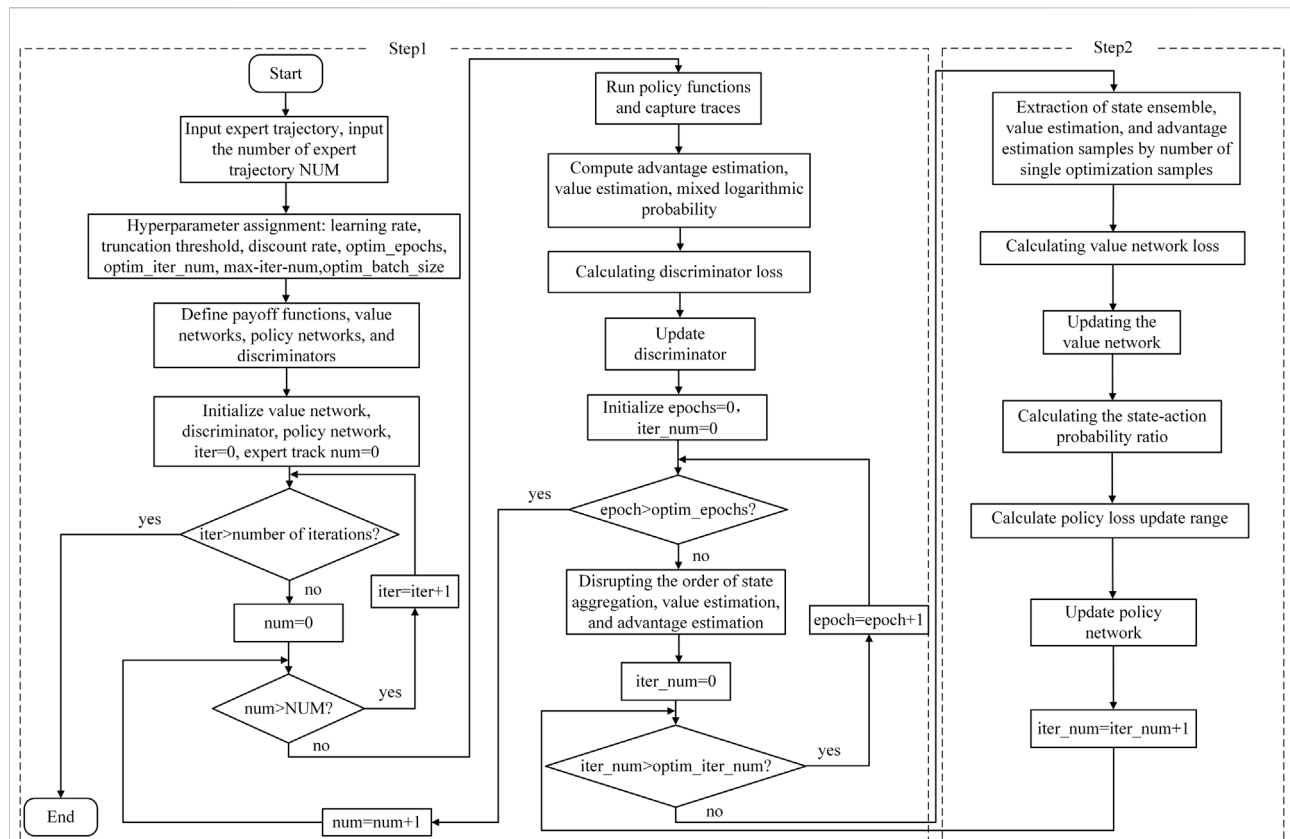 Step1
Start
Input expert trajectory, input
the number of expert
trajectory NUM
Hyperparameter assignment: learning rate,
truncation threshold, discount rate, optim_epochs,
optim_iter_num, max-iter-num,optim_batch_size
Define payoff functions, value
networks, policy networks, and
discriminators
Initialize value network,
discriminator, policy network,
iter=0, expert track num=0
yes
iter>number of iterations?
no
iter=iter+1
num=0
num>NUM?
yes
no
End
num=num+1
Run policy functions
and capture traces
Compute advantage estimation,
value estimation, mixed logarithmic
probability
Calculating discriminator loss
Update
discriminator
Initialize epochs=0,
iter_num=0
yes
epoch>optim_epochs?
no
Disrupting the order of state
aggregation, value estimation,
and advantage estimation
epoch=epoch+1
iter_num=0
iter_num>optim_iter_num?
yes
no
Step2
Extraction of state ensemble,
value estimation, and advantage
estimation samples by number of
single optimization samples
Calculating value network loss
Updating the
value network
Calculating the state-action
probability ratio
Calculate policy loss update range
Update policy
network
iter_num=iter_num+1